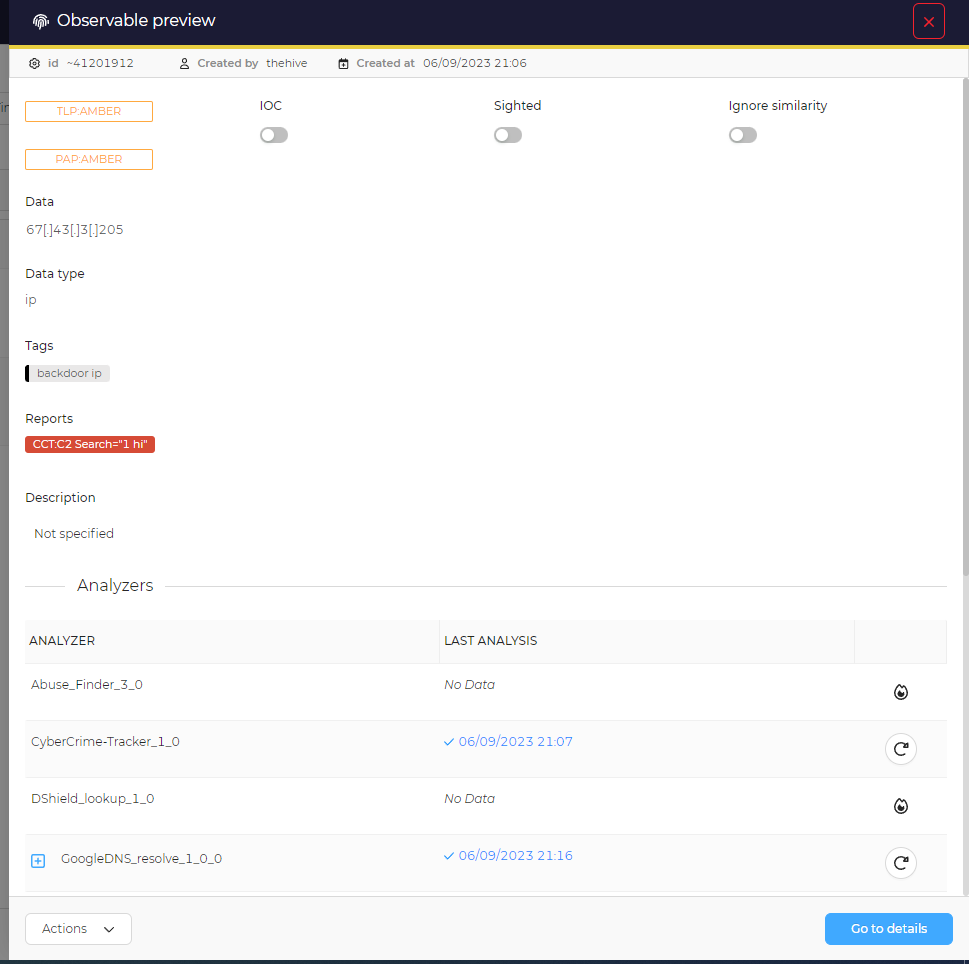 Observable preview
id ~41201912 Created by thehive Created at 06/09/2023 21:06
TLP:AMBER IOC Sighted Ignore similarity
PAP:AMBER
Data
67[.]43[.]3[.]205
Data type
ip
Tags
backdoor ip
Reports
CCT:C2 Search="1 hi"
Description
Not specified
Analyzers
ANALYZER LAST ANALYSIS
Abuse_Finder_3_0 No Data
CyberCrime-Tracker_1_0 06/09/2023 21:07
DShield_lookup_1_0 No Data
GoogleDNS_resolve_1_0_0 06/09/2023 21:16
Actions Go to details